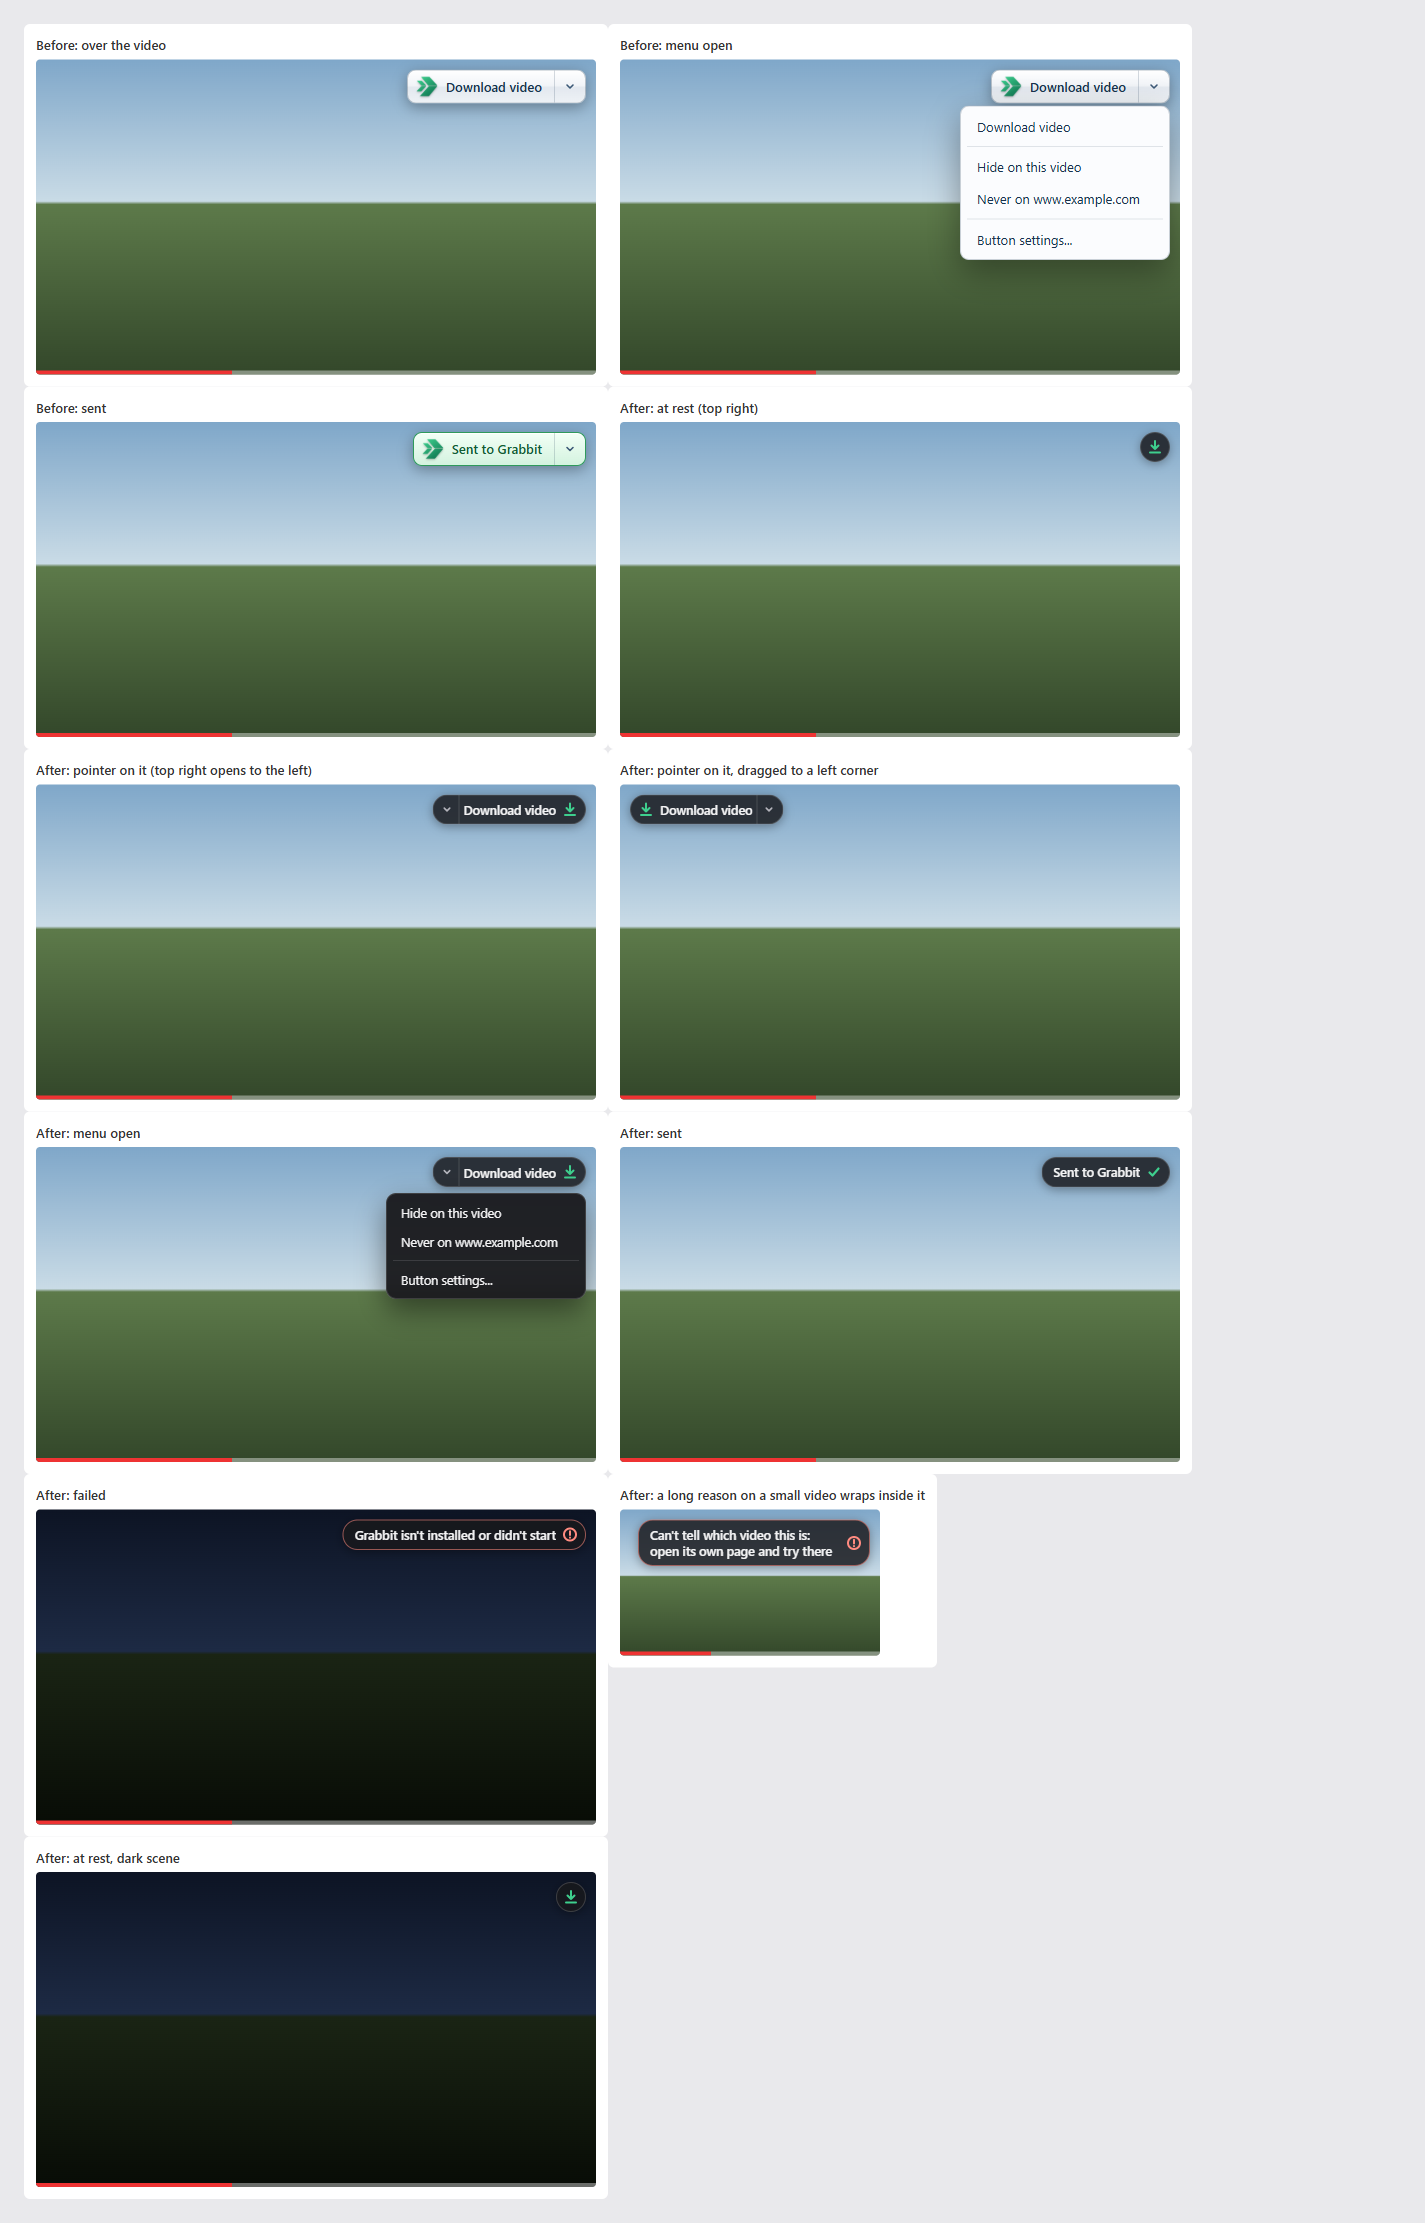 Before: over the video
Download video
Before: menu open
Download video
Download video
Hide on this video
Never on www.example.com
Button settings...
Before: sent
Sent to Grabbit
After: at rest (top right)
After: pointer on it (top right opens to the left)
Download video
After: pointer on it, dragged to a left corner
Download video
After: menu open
Download video
Hide on this video
Never on www.example.com
Button settings...
After: sent
Sent to Grabbit
After: failed
Grabbit isn't installed or didn't start
After: a long reason on a small video wraps inside it
Can't tell which video this is:
open its own page and try there
After: at rest, dark scene